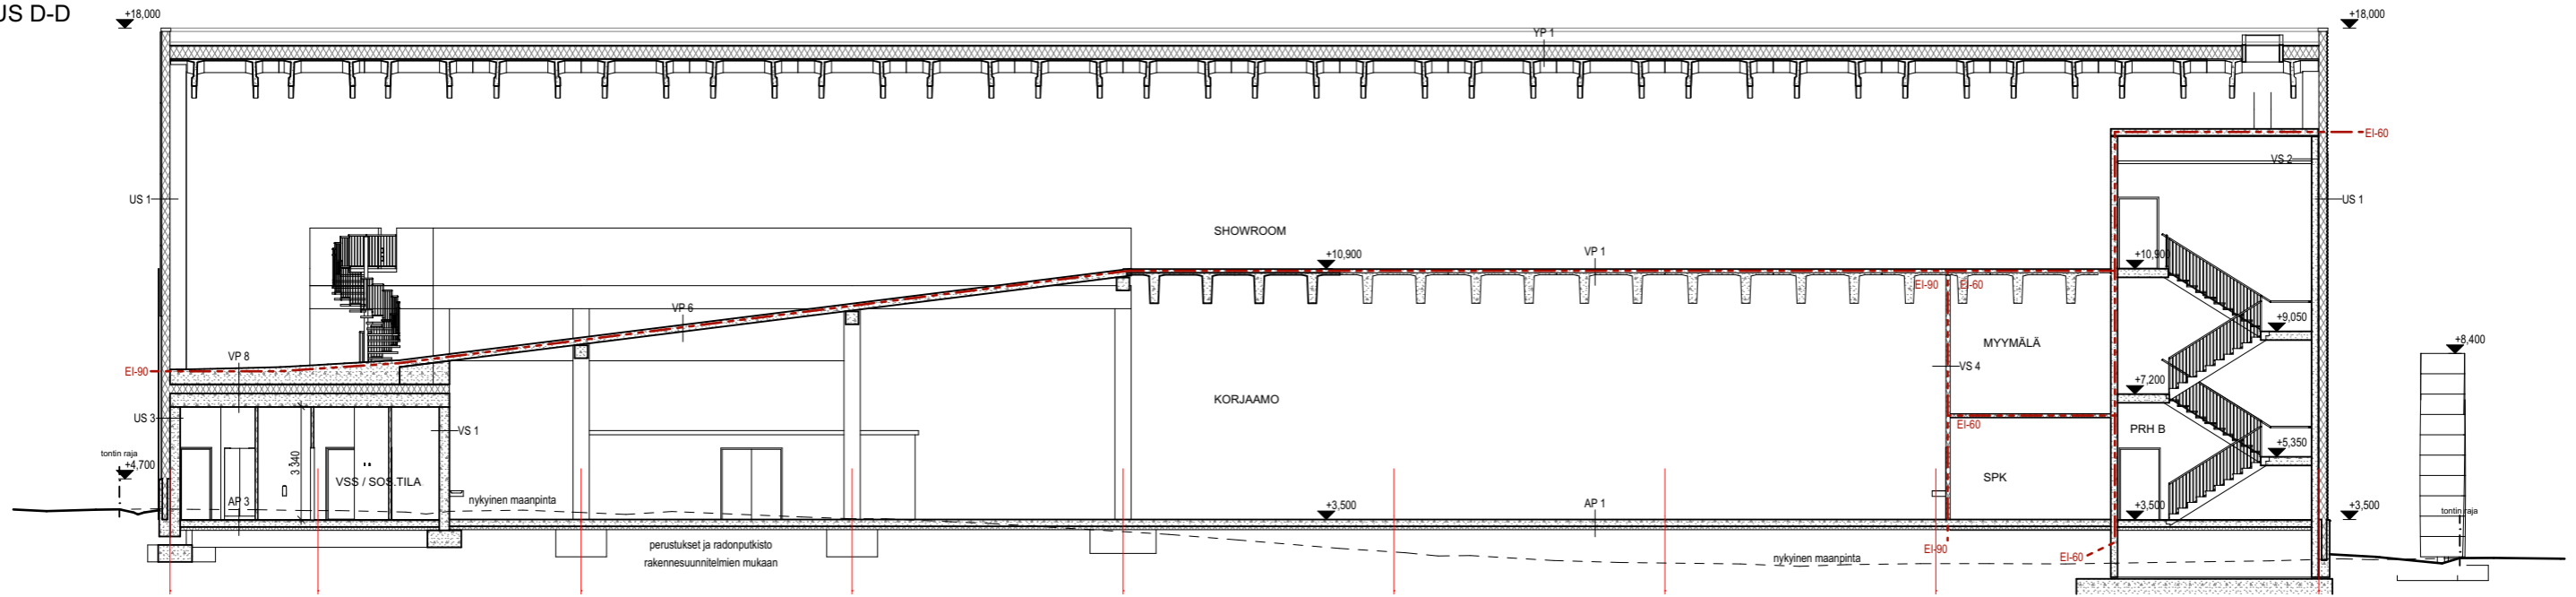 US D-D
+18,000
+18,000
YP 1
EI-60
VS 2
US 1
US 1
SHOWROOM
+10,900
VP 1
+10,900
EI-90
EI-60
VP 6
+9,050
MYYMÄLÄ
+8,400
VP 8
VS 4
EI-90
+7,200
KORJAAMO
US 3
EI-60
PRH B
VS 1
+5,350
tontin raja
+4,700
3 340
VSS / SOS.TILA
SPK
AP 3
nykyinen maanpinta
+3,500
AP 1
+3,500
+3,500
tontin raja
perustukset ja radonputkisto
rakennesuunnitelmien mukaan
EI-90
EI-60
nykyinen maanpinta